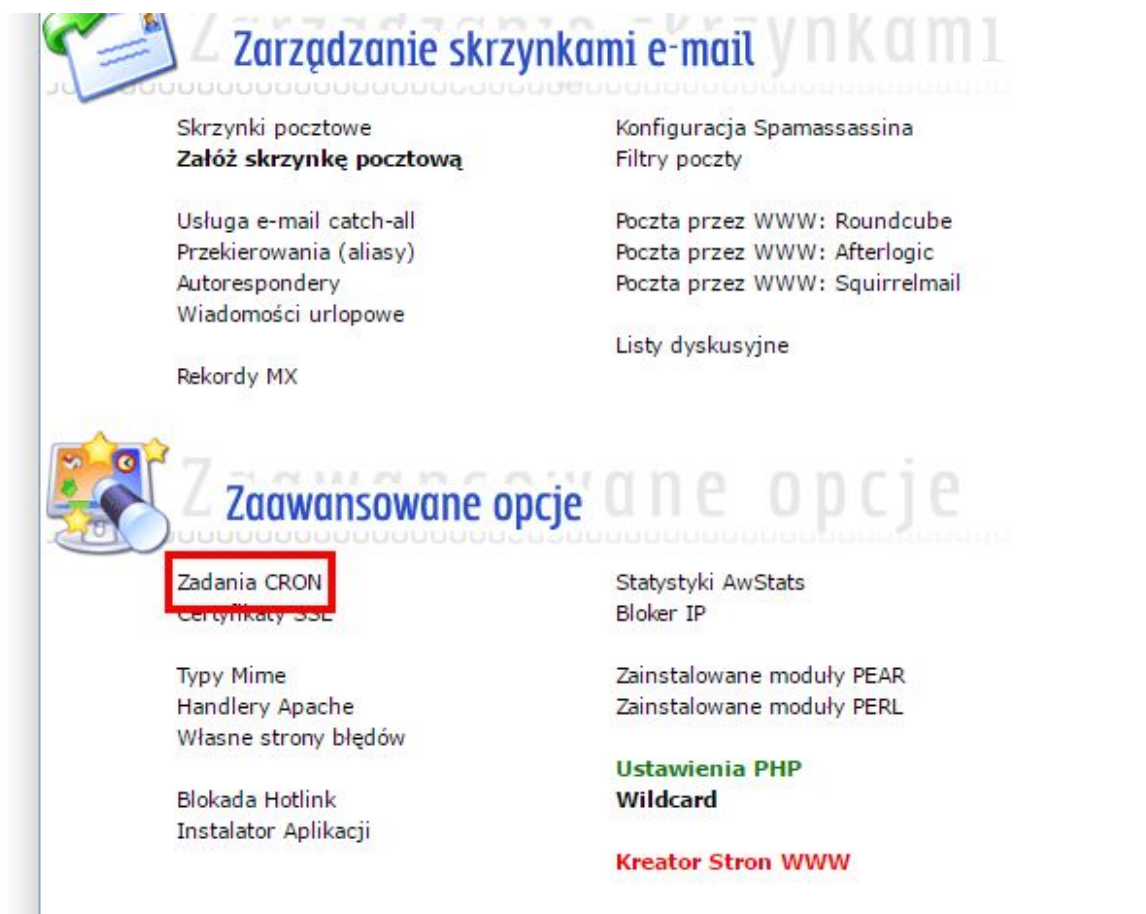 Zarządzanie skrzynkami e-mail
Skrzynki pocztowe
Załóż skrzynkę pocztową
Usługa e-mail catch-all
Przekierowania (aliasy)
Autorespondery
Wiadomości urlopowe
Rekordy MX
Konfiguracja Spamassassina
Filtry poczty
Poczta przez WWW: Roundcube
Poczta przez WWW: Afterlogic
Poczta przez WWW: Squirrelmail
Listy dyskusyjne
Zaawansowane opcje
Zadania CRON
Certyfikaty SSL
Typy Mime
Handlery Apache
Własne strony błędów
Blokada Hotlink
Instalator Aplikacji
Statystyki AwStats
Bloker IP
Zainstalowane moduły PEAR
Zainstalowane moduły PERL
Ustawienia PHP
Wildcard
Kreator Stron WWW